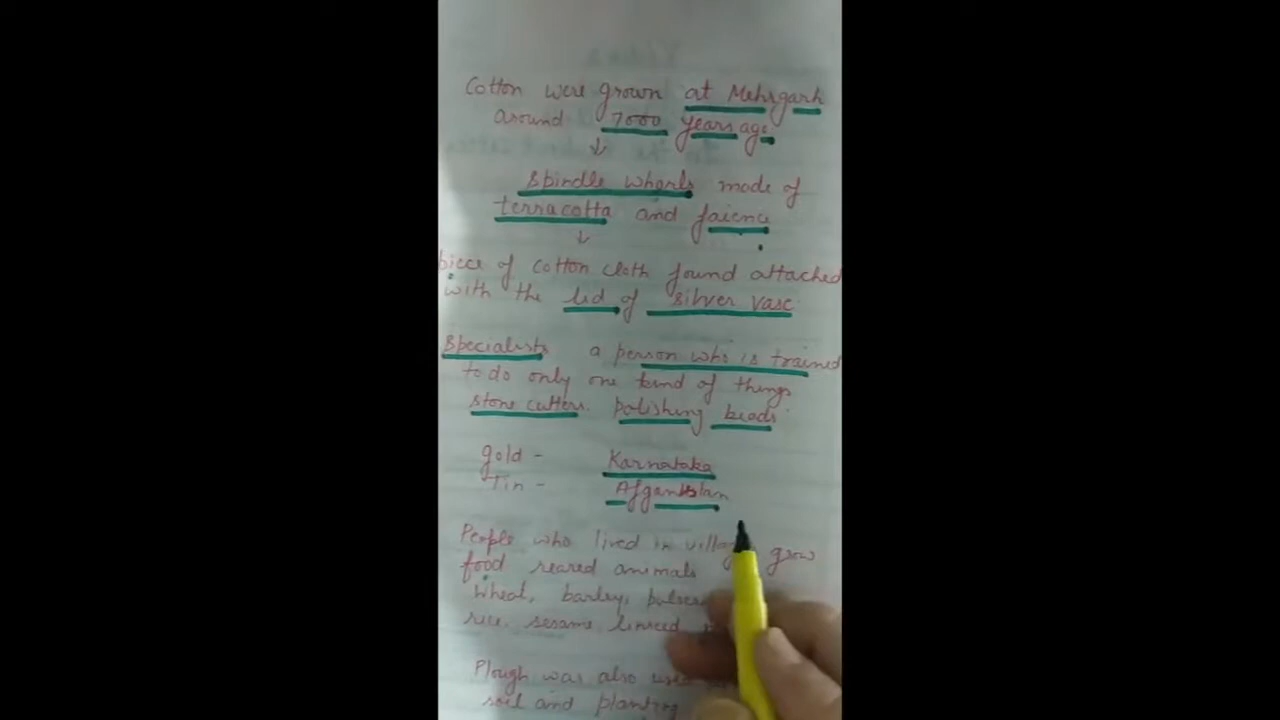 Cotton were grown at Mehrgarh
around 7000 years ago
↓
Spindle whorls made of
terracotta and faience
↓
piece of cotton cloth found attached
with the lid of silver vase
Specialists a person who is trained
to do only one kind of things
stone cutters. Polishing beads
gold - Karnataka
Tin - Afganistan
People who lived in grow
food reared animals
Wheat, barley,
rice, sesame, linseed
Plough was also used
soil and planting